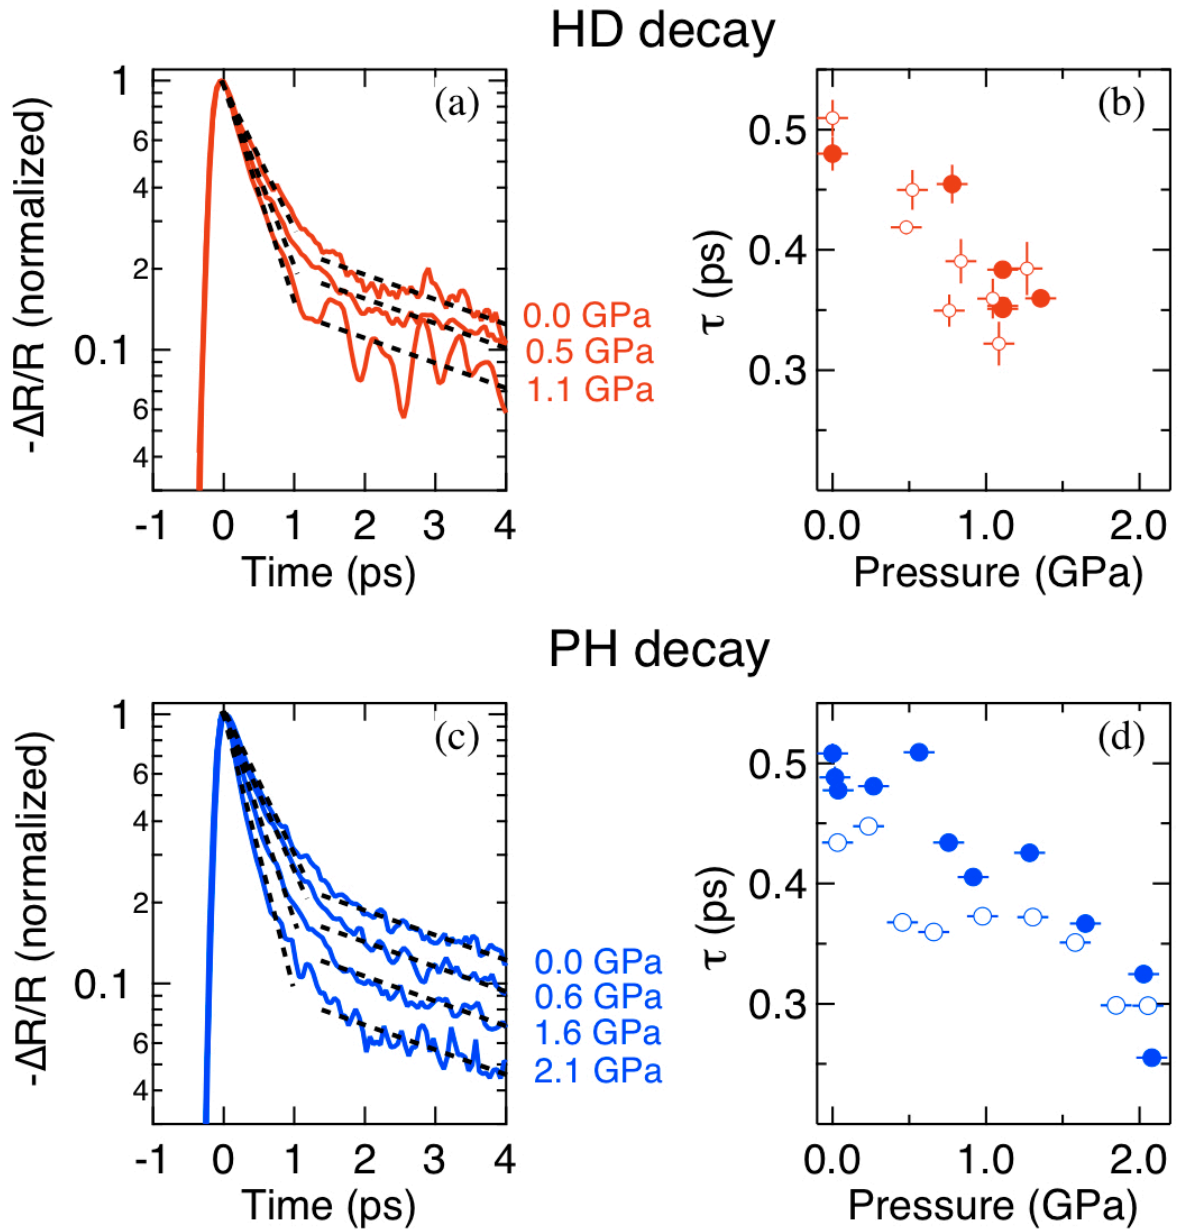 HD decay
(a)
-ΔR/R (normalized)
1
6
4
2
0.1
6
4
-1 0 1 2 3 4
Time (ps)
0.0 GPa
0.5 GPa
1.1 GPa
(b)
τ (ps)
0.5
0.4
0.3
0.0 1.0 2.0
Pressure (GPa)
PH decay
(c)
-ΔR/R (normalized)
1
6
4
2
0.1
6
4
-1 0 1 2 3 4
Time (ps)
0.0 GPa
0.6 GPa
1.6 GPa
2.1 GPa
(d)
τ (ps)
0.5
0.4
0.3
0.0 1.0 2.0
Pressure (GPa)